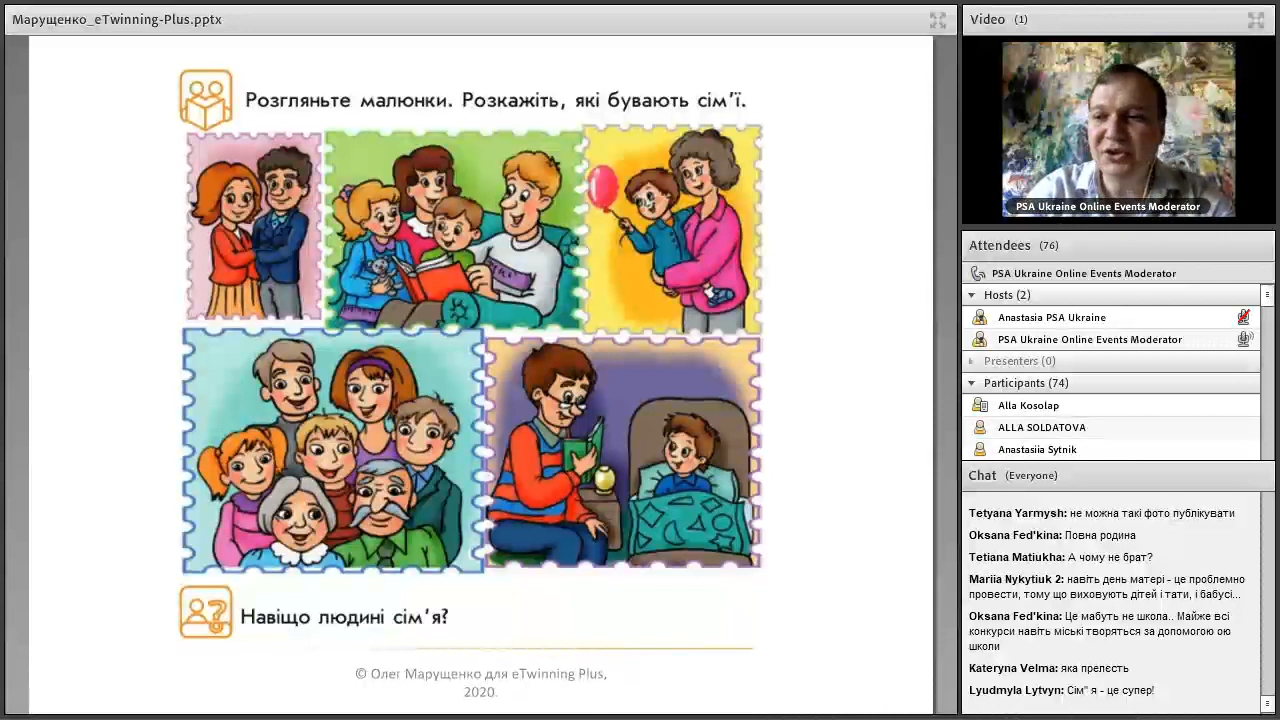 Марущенко_eTwinning-Plus.pptx
Розгляньте малюнки. Розкажіть, які бувають сім’ї.
Навіщо людині сім’я?
© Олег Марущенко для eTwinning Plus,
2020.
Video (1)
PSA Ukraine Online Events Moderator
Attendees (76)
PSA Ukraine Online Events Moderator
Hosts (2)
Anastasia PSA Ukraine
PSA Ukraine Online Events Moderator
Presenters (0)
Participants (74)
Alla Kosolap
ALLA SOLDATOVA
Anastasiia Sytnik
Chat (Everyone)
Tetyana Yarmysh: не можна такі фото публікувати
Oksana Fed'kina: Повна родина
Tetiana Matiukha: А чому не брат?
Mariia Nykytiuk 2: навіть день матері - це проблемно
провести, тому що виховують дітей і тати, і бабусі...
Oksana Fed'kina: Це мабуть не школа.. Майже всі
конкурси навіть міські творяться за допомогою ою
школи
Kateryna Velma: яка прелєсть
Lyudmyla Lytvyn: Сім" я - це супер!